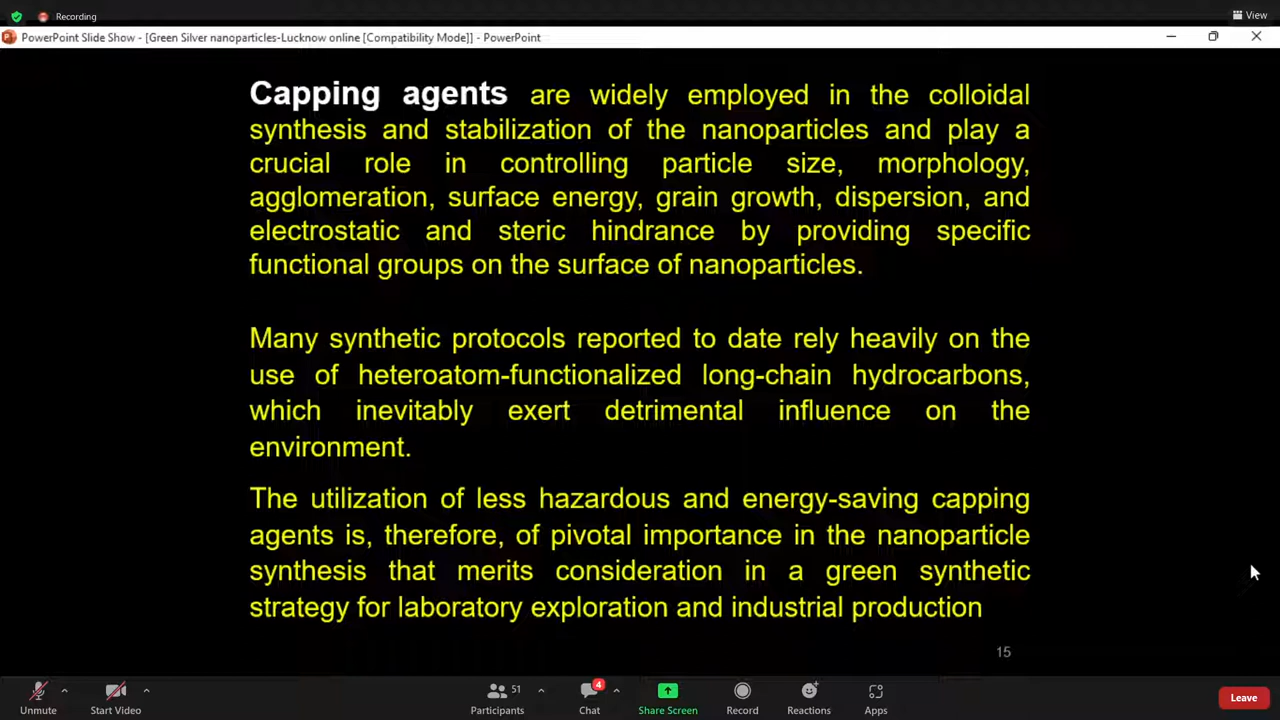 Recording
View
PowerPoint Slide Show - [Green Silver nanoparticles-Lucknow online [Compatibility Mode]] - PowerPoint
Capping agents are widely employed in the colloidal
synthesis and stabilization of the nanoparticles and play a
crucial role in controlling particle size, morphology,
agglomeration, surface energy, grain growth, dispersion, and
electrostatic and steric hindrance by providing specific
functional groups on the surface of nanoparticles.
Many synthetic protocols reported to date rely heavily on the
use of heteroatom-functionalized long-chain hydrocarbons,
which inevitably exert detrimental influence on the
environment.
The utilization of less hazardous and energy-saving capping
agents is, therefore, of pivotal importance in the nanoparticle
synthesis that merits consideration in a green synthetic
strategy for laboratory exploration and industrial production
15
51
4
Unmute
Start Video
Participants
Chat
Share Screen
Record
Reactions
Apps
Leave